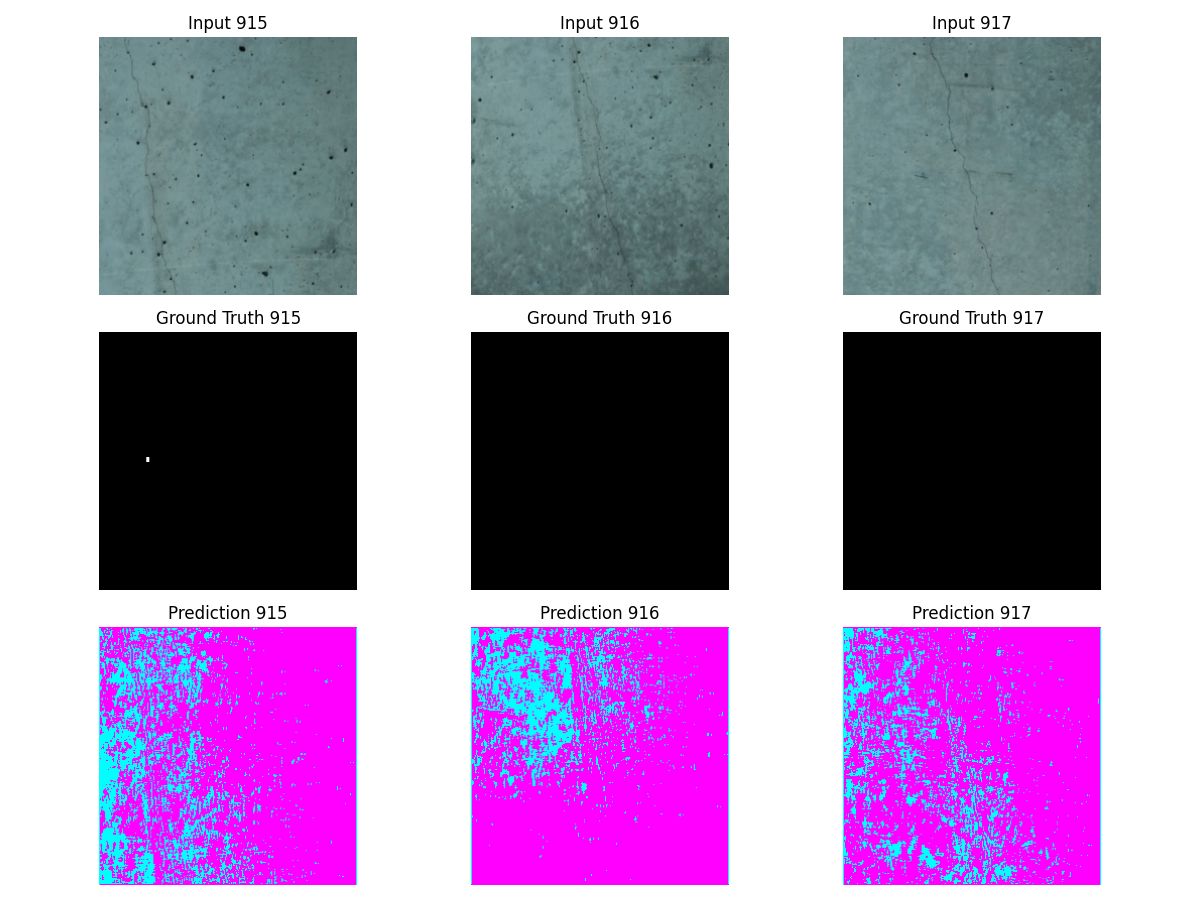 Input 915
Input 916
Input 917
Ground Truth 915
Ground Truth 916
Ground Truth 917
Prediction 915
Prediction 916
Prediction 917